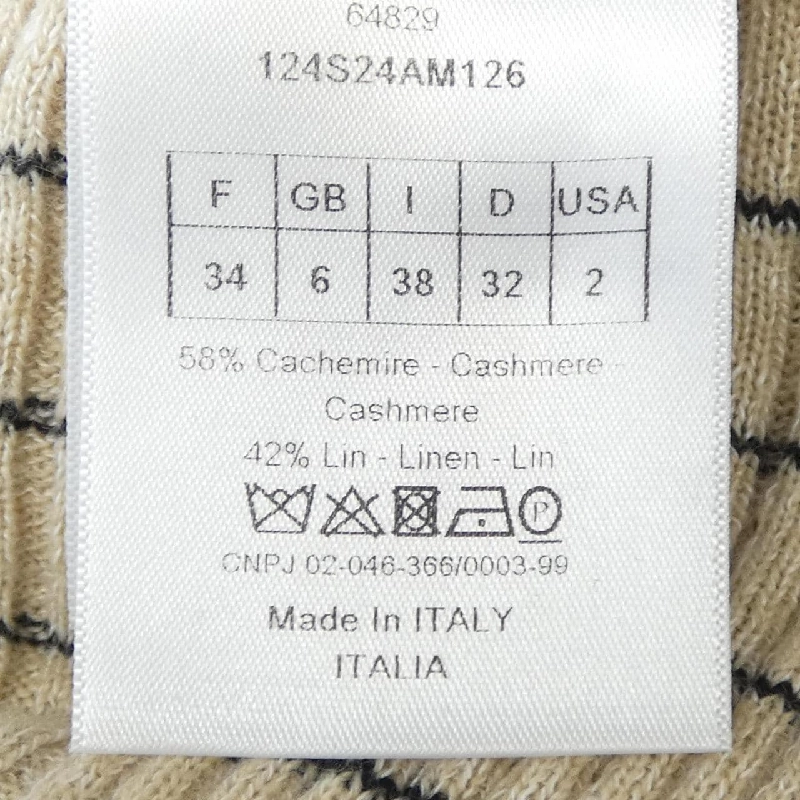 64829
124S24AM126
F GB I D USA
34 6 38 32 2
58% Cachemire - Cashmere -
Cashmere
42% Lin - Linen - Lin
P
CNPJ 02-046-366/0003-99
Made In ITALY
ITALIA